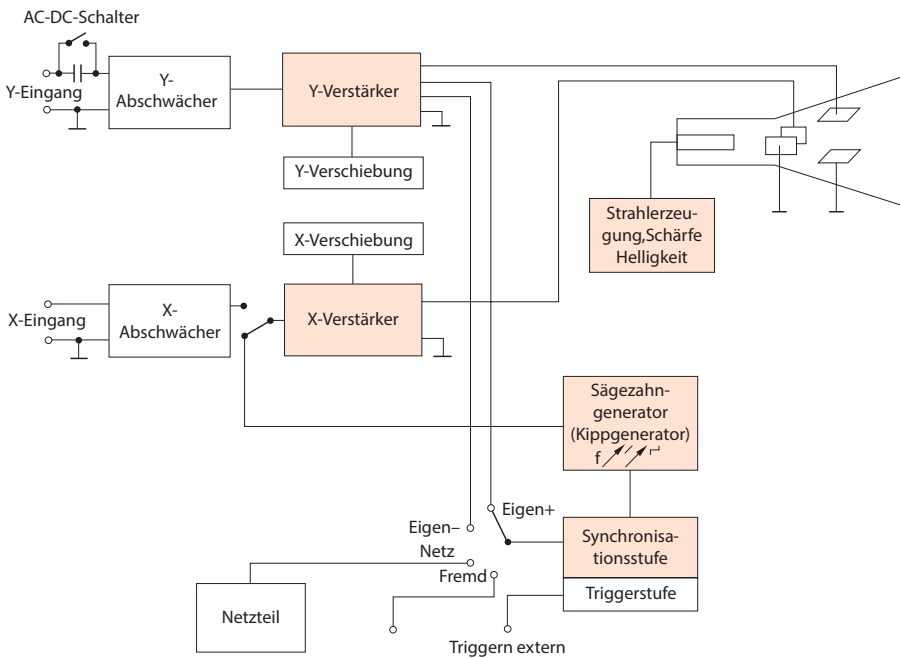 AC-DC-Schalter
Y-Eingang
Y-
Abschwächer
Y-Verstärker
Y-Verschiebung
Strahlerzeu-
gung,Schärfe
Helligkeit
X-Verschiebung
X-Eingang
X-
Abschwächer
X-Verstärker
Sägezahn-
generator
(Kippgenerator)
f
Eigen+
Eigen–
Netz
Fremd
Synchronisa-
tionsstufe
Triggerstufe
Netzteil
Triggern extern